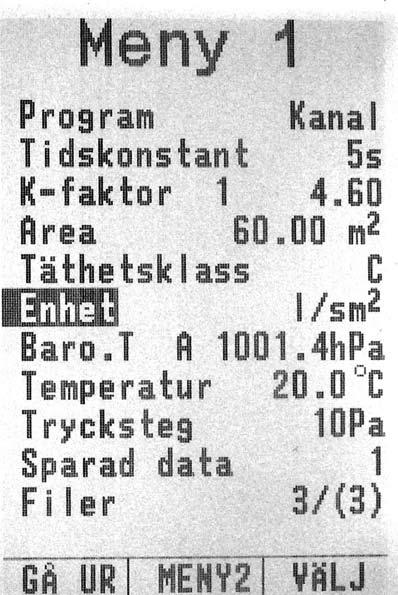 Meny 1
Program Kanal
Tidskonstant 5s
K-faktor 1 4.60
Area 60.00 m²
Täthetsklass C
Enhet l/sm²
Baro.T A 1001.4hPa
Temperatur 20.0°C
Trycksteg 10Pa
Sparad data 1
Filer 3/(3)
GÅ UR MENY2 VÄLJ